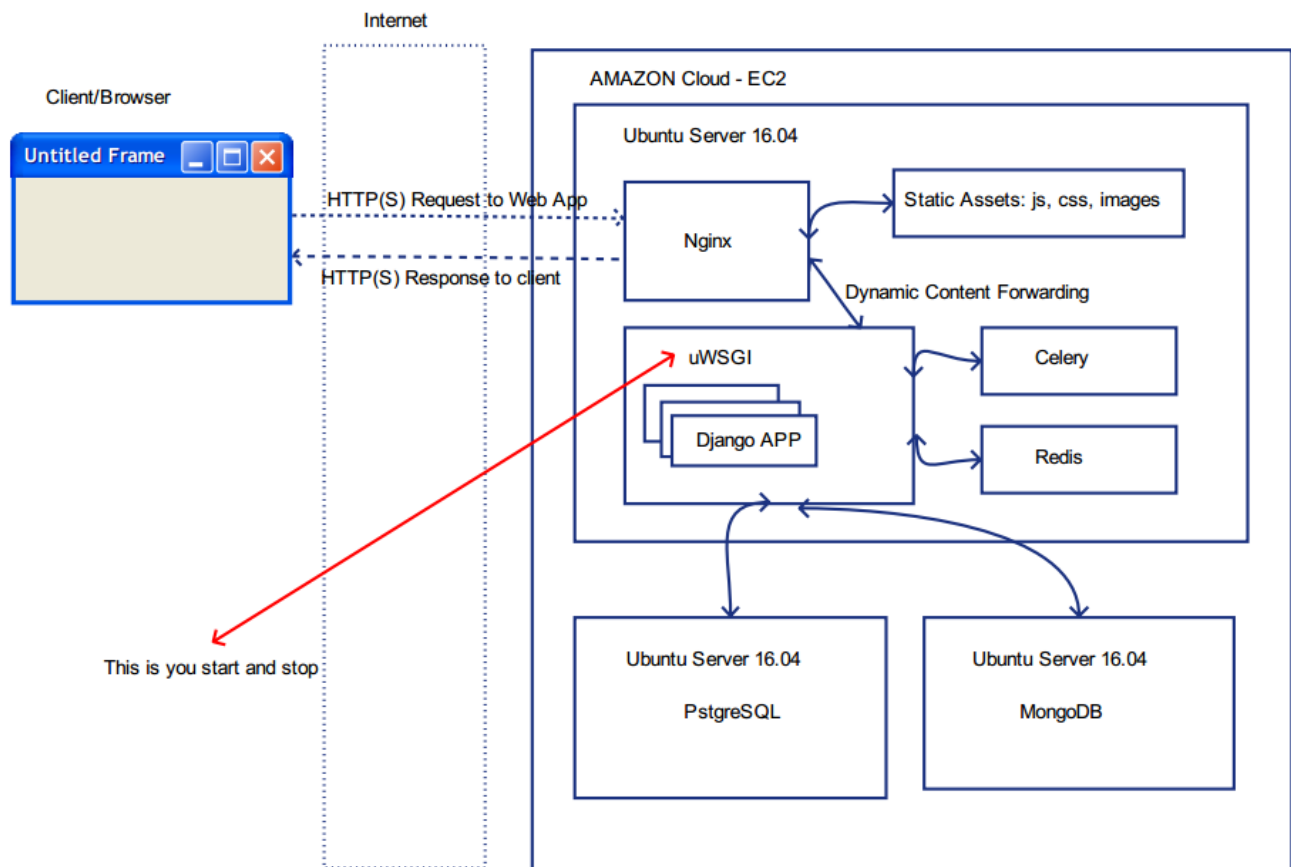 Internet
AMAZON Cloud - EC2
Client/Browser
Ubuntu Server 16.04
Untitled Frame
HTTP(S) Request to Web App
Static Assets: js, css, images
Nginx
HTTP(S) Response to client
Dynamic Content Forwarding
uWSGI
Celery
Django APP
Redis
This is you start and stop
Ubuntu Server 16.04
PstgreSQL
Ubuntu Server 16.04
MongoDB